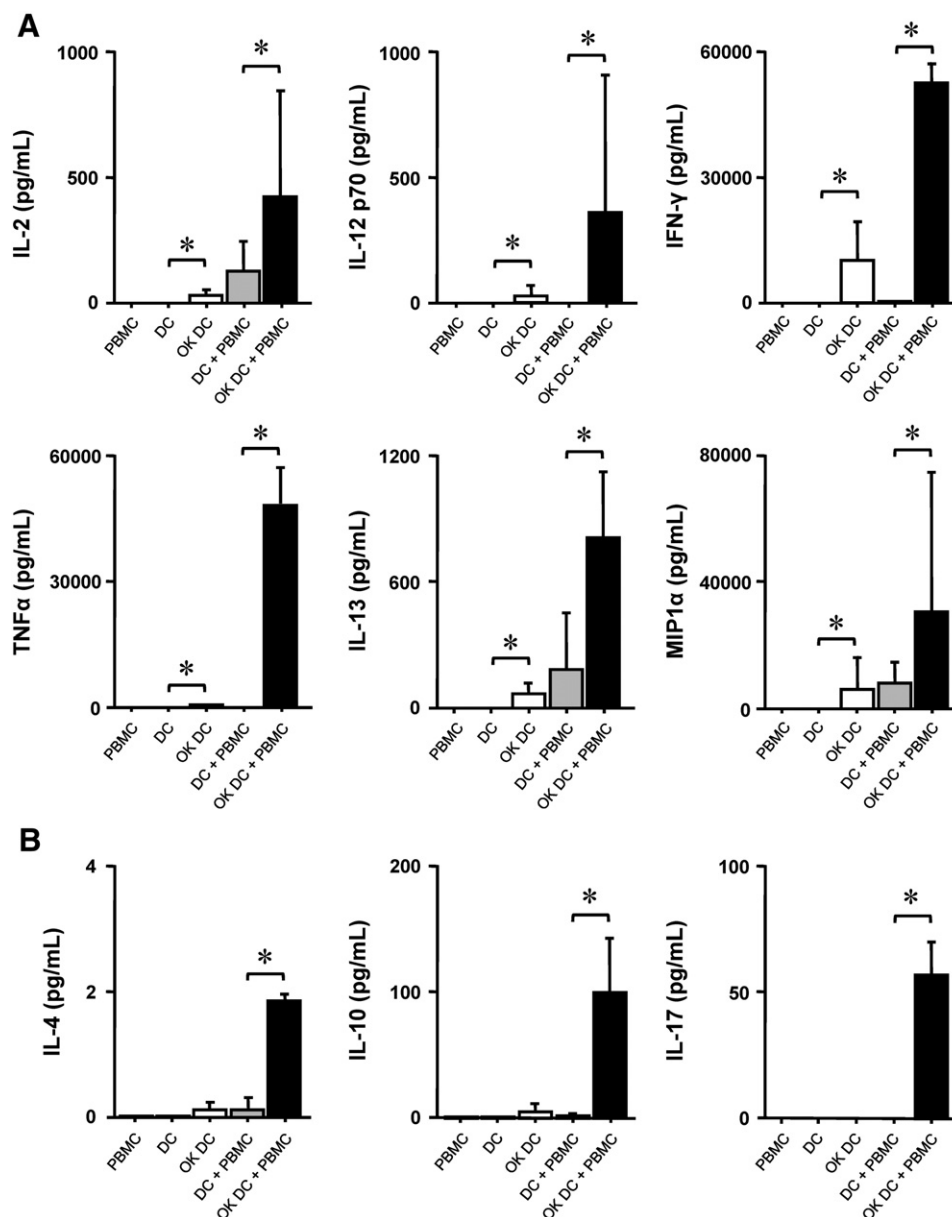 A
IL-2 (pg/mL)
1000
500
0
*
*
PBMC
DC
OK DC
DC + PBMC
OK DC + PBMC
IL-12 p70 (pg/mL)
1000
500
0
*
*
PBMC
DC
OK DC
DC + PBMC
OK DC + PBMC
IFN-γ (pg/mL)
60000
30000
0
*
*
PBMC
DC
OK DC
DC + PBMC
OK DC + PBMC
TNFα (pg/mL)
60000
30000
0
*
*
PBMC
DC
OK DC
DC + PBMC
OK DC + PBMC
IL-13 (pg/mL)
1200
600
0
*
*
PBMC
DC
OK DC
DC + PBMC
OK DC + PBMC
MIP1α (pg/mL)
80000
40000
0
*
*
PBMC
DC
OK DC
DC + PBMC
OK DC + PBMC
B
IL-4 (pg/mL)
4
2
0
*
PBMC
DC
OK DC
DC + PBMC
OK DC + PBMC
IL-10 (pg/mL)
200
100
0
*
PBMC
DC
OK DC
DC + PBMC
OK DC + PBMC
IL-17 (pg/mL)
100
50
0
*
PBMC
DC
OK DC
DC + PBMC
OK DC + PBMC